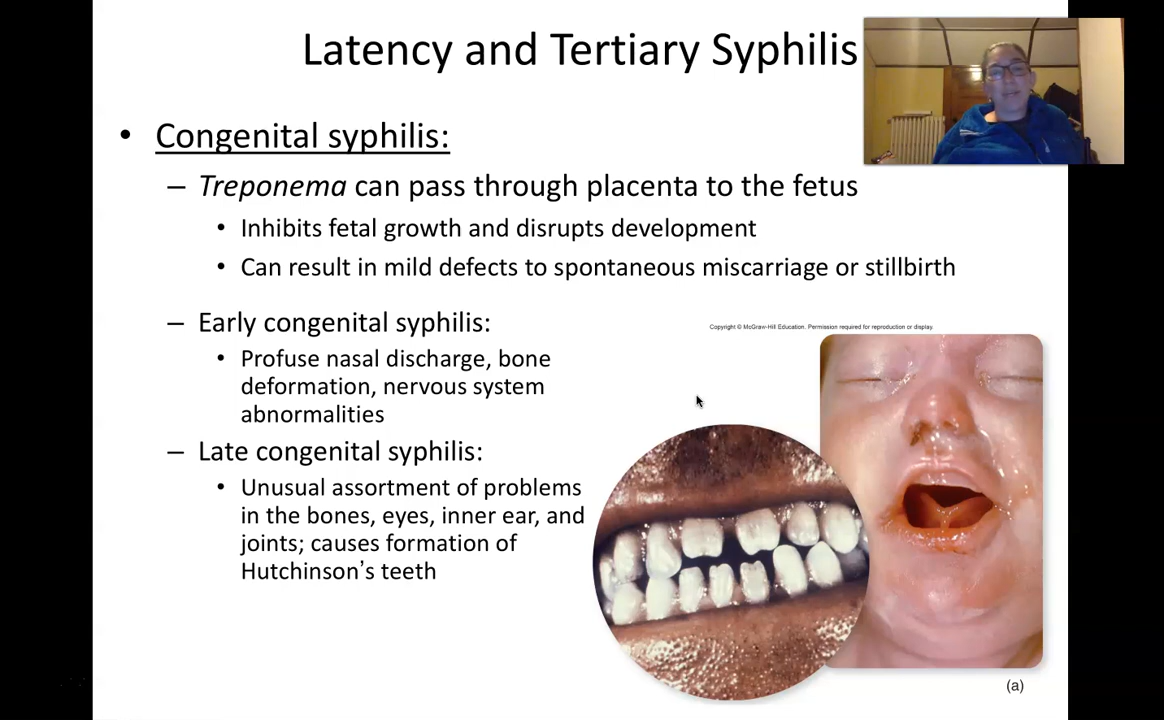 Latency and Tertiary Syphilis
• Congenital syphilis:
– Treponema can pass through placenta to the fetus
• Inhibits fetal growth and disrupts development
• Can result in mild defects to spontaneous miscarriage or stillbirth
– Early congenital syphilis:
• Profuse nasal discharge, bone
deformation, nervous system
abnormalities
– Late congenital syphilis:
• Unusual assortment of problems
in the bones, eyes, inner ear, and
joints; causes formation of
Hutchinson’s teeth
Copyright © McGraw-Hill Education. Permission required for reproduction or display.
(a)